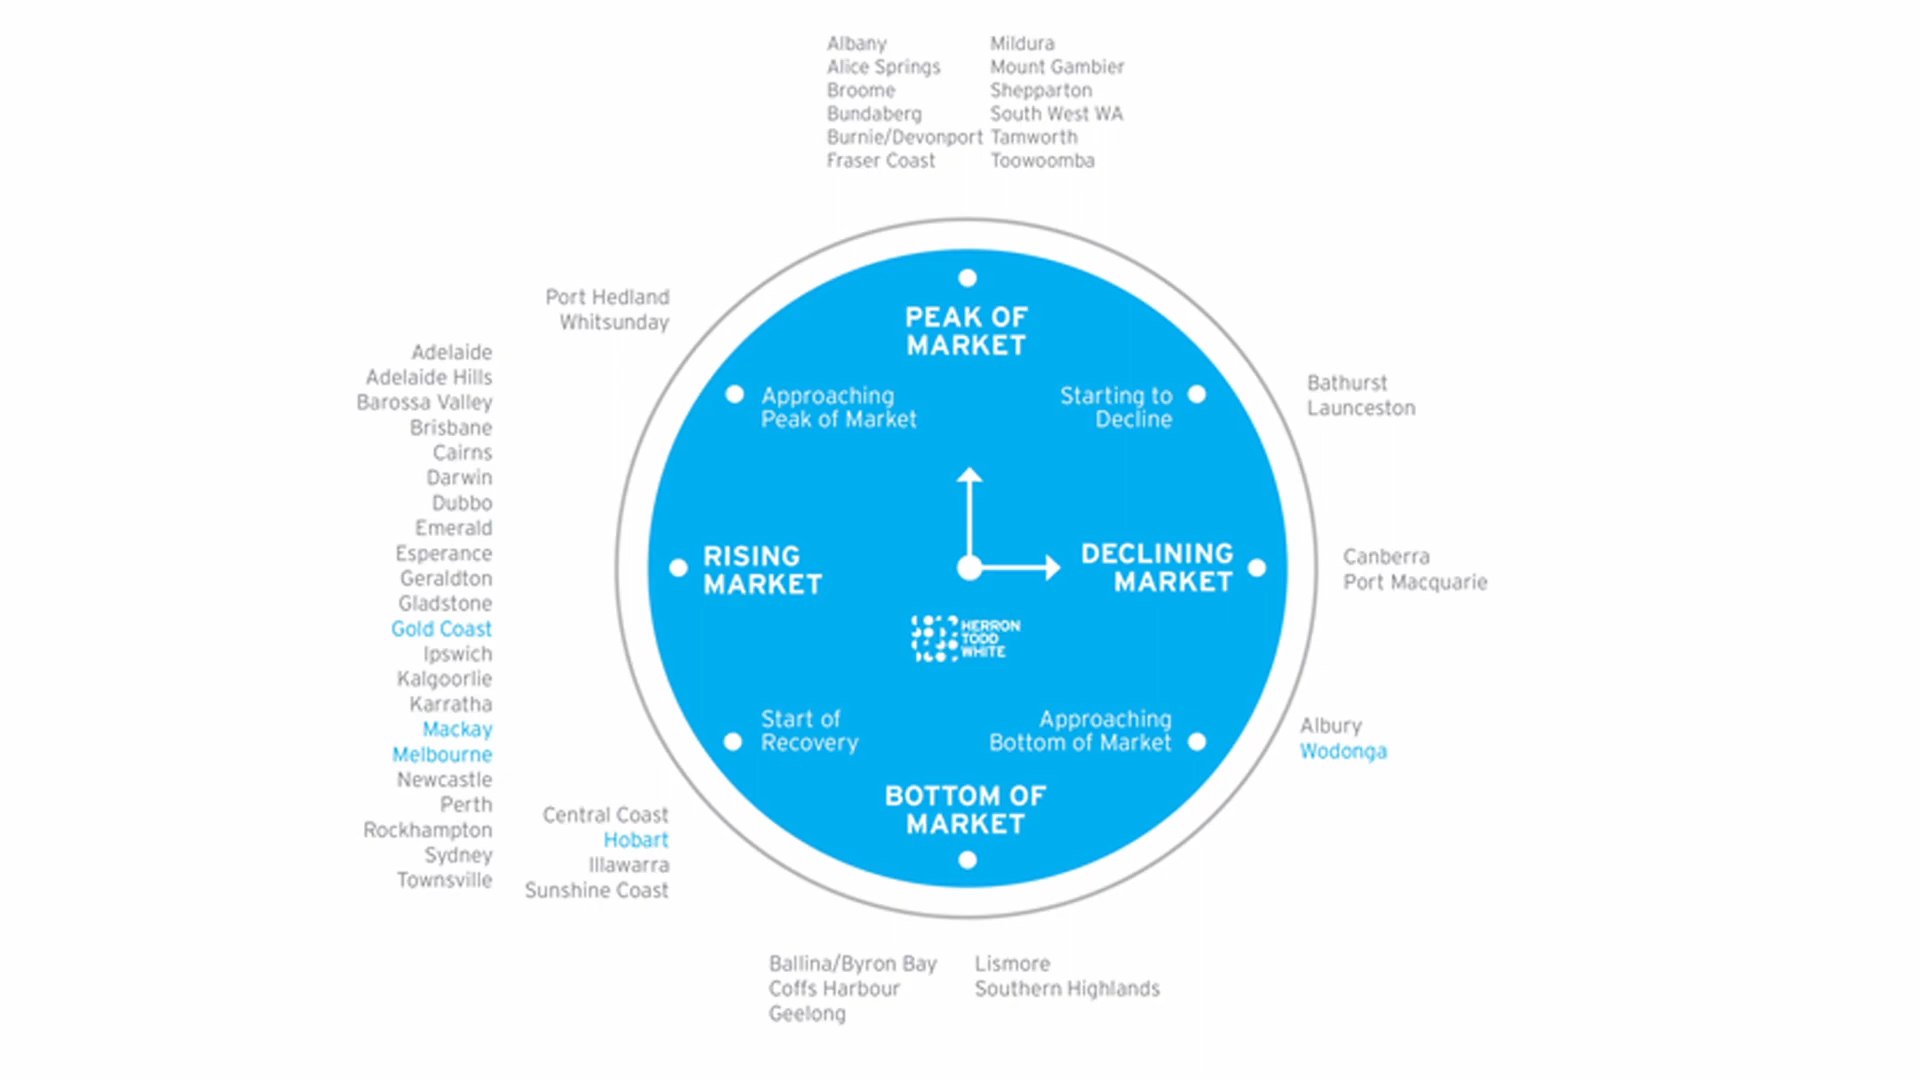 Albany
Alice Springs
Broome
Bundaberg
Burnie/Devonport
Fraser Coast
Mildura
Mount Gambier
Shepparton
South West WA
Tamworth
Toowoomba
Port Hedland
Whitsunday
Adelaide
Adelaide Hills
Barossa Valley
Brisbane
Cairns
Darwin
Dubbo
Emerald
Esperance
Geraldton
Gladstone
Gold Coast
Ipswich
Kalgoorlie
Karratha
Mackay
Melbourne
Newcastle
Perth
Rockhampton
Sydney
Townsville
Central Coast
Hobart
Illawarra
Sunshine Coast
PEAK OF
MARKET
Approaching
Peak of Market
Starting to
Decline
RISING
MARKET
DECLINING
MARKET
HERRON
TODD
WHITE
Start of
Recovery
Approaching
Bottom of Market
BOTTOM OF
MARKET
Bathurst
Launceston
Canberra
Port Macquarie
Albury
Wodonga
Ballina/Byron Bay
Coffs Harbour
Geelong
Lismore
Southern Highlands